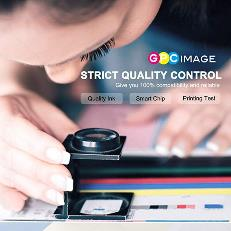 GPC IMAGE
STRICT QUALITY CONTROL
Give you 100% compatibility and reliable
Quality Ink
Smart Chip
Printing Test